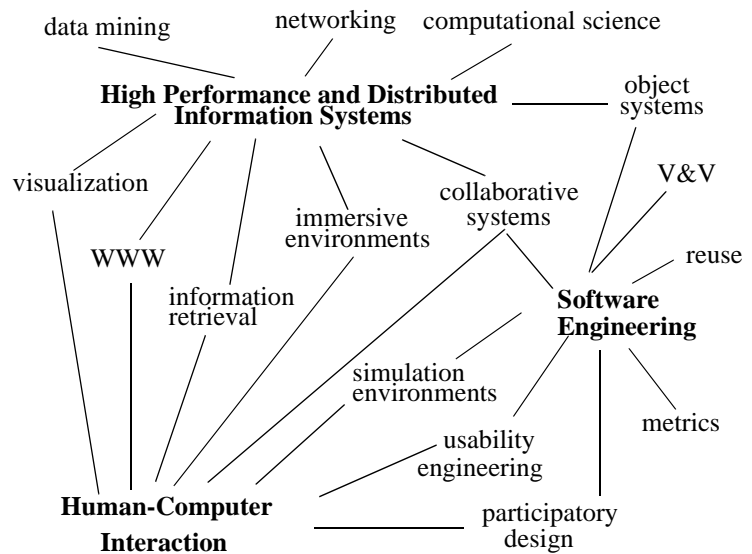 data mining
networking
computational science
High Performance and Distributed
Information Systems
object
systems
visualization
V&V
collaborative
systems
immersive
environments
WWW
reuse
information
retrieval
Software
Engineering
simulation
environments
metrics
usability
engineering
Human-Computer
Interaction
participatory
design